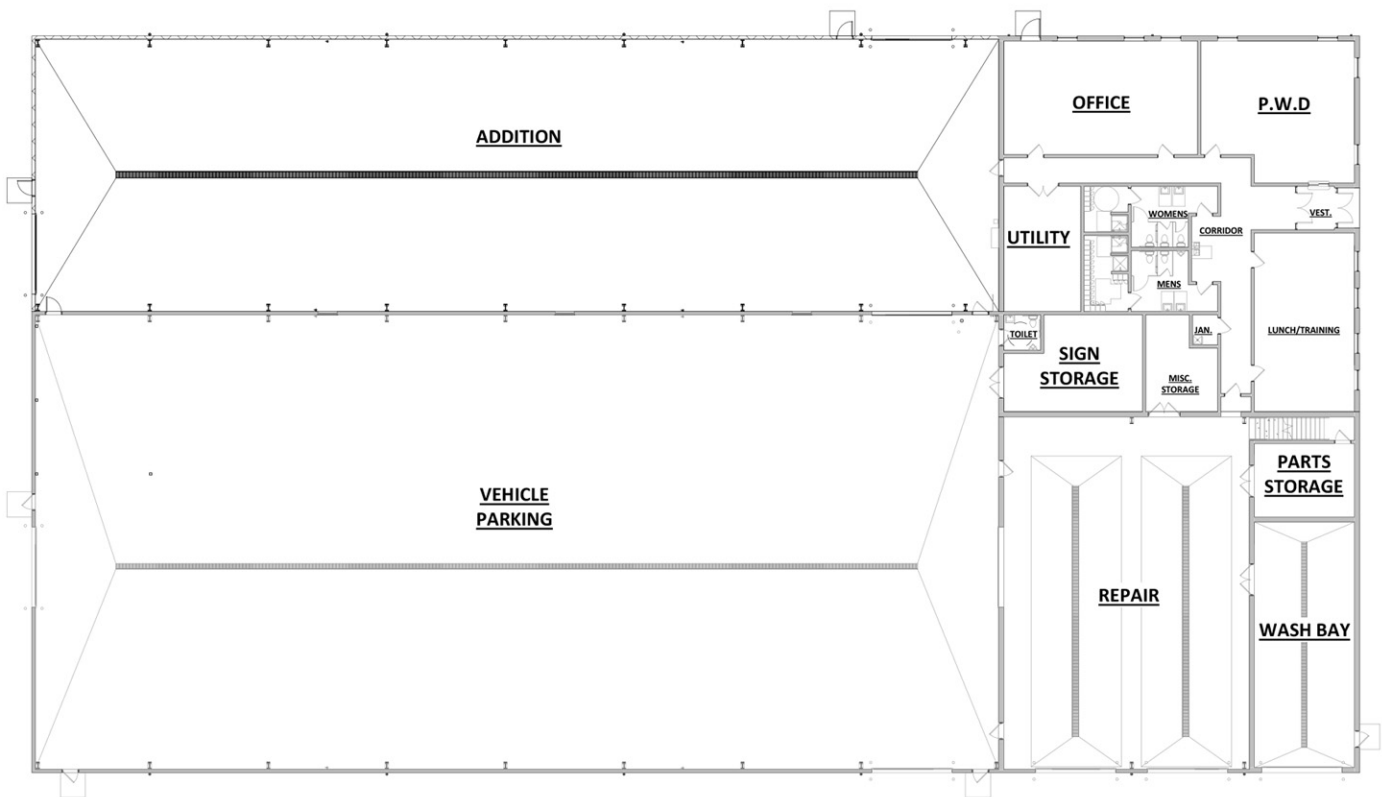 OFFICE
P.W.D
ADDITION
WOMENS
VEST.
UTILITY
CORRIDOR
MENS
TOILET
JAN.
LUNCH/TRAINING
SIGN
STORAGE
MISC.
STORAGE
PARTS
STORAGE
VEHICLE
PARKING
REPAIR
WASH BAY